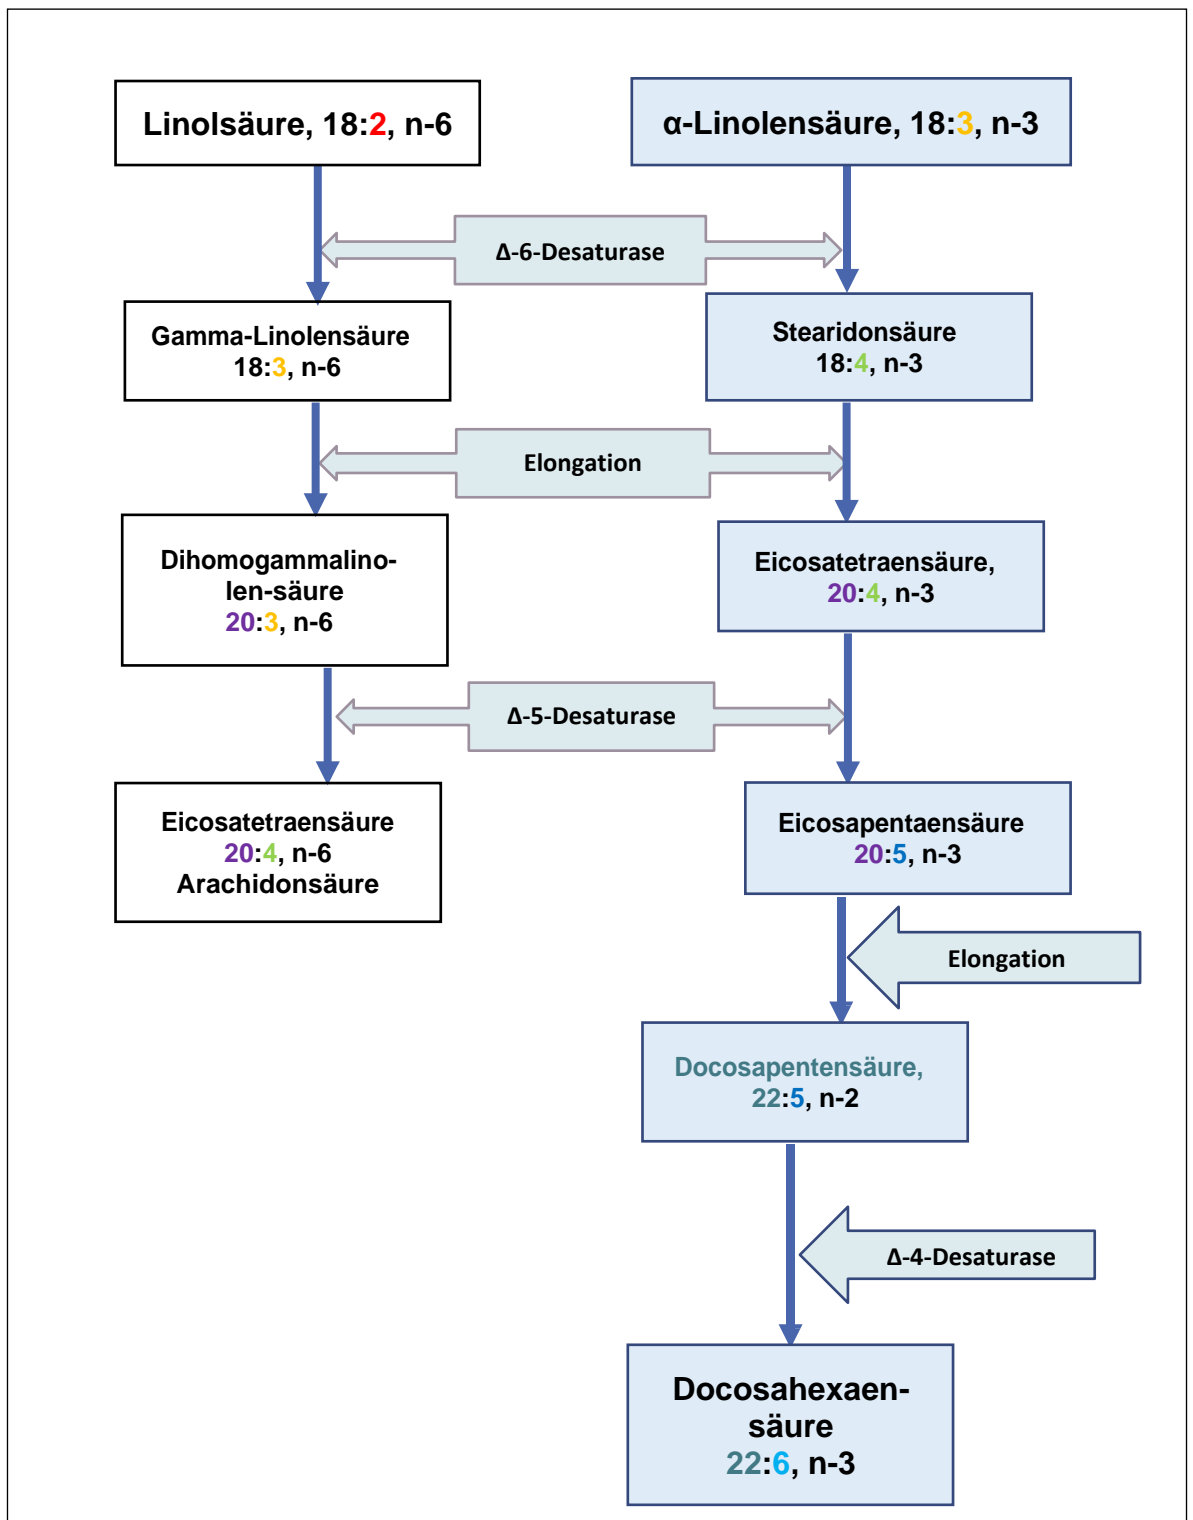 Linolsäure, 18:2, n-6
α-Linolensäure, 18:3, n-3
Δ-6-Desaturase
Gamma-Linolensäure
18:3, n-6
Stearidonsäure
18:4, n-3
Elongation
Dihomogammalino-
len-säure
20:3, n-6
Eicosatetraensäure,
20:4, n-3
Δ-5-Desaturase
Eicosatetraensäure
20:4, n-6
Arachidonsäure
Eicosapentaensäure
20:5, n-3
Elongation
Docosapentensäure,
22:5, n-2
Δ-4-Desaturase
Docosahexaen-
säure
22:6, n-3